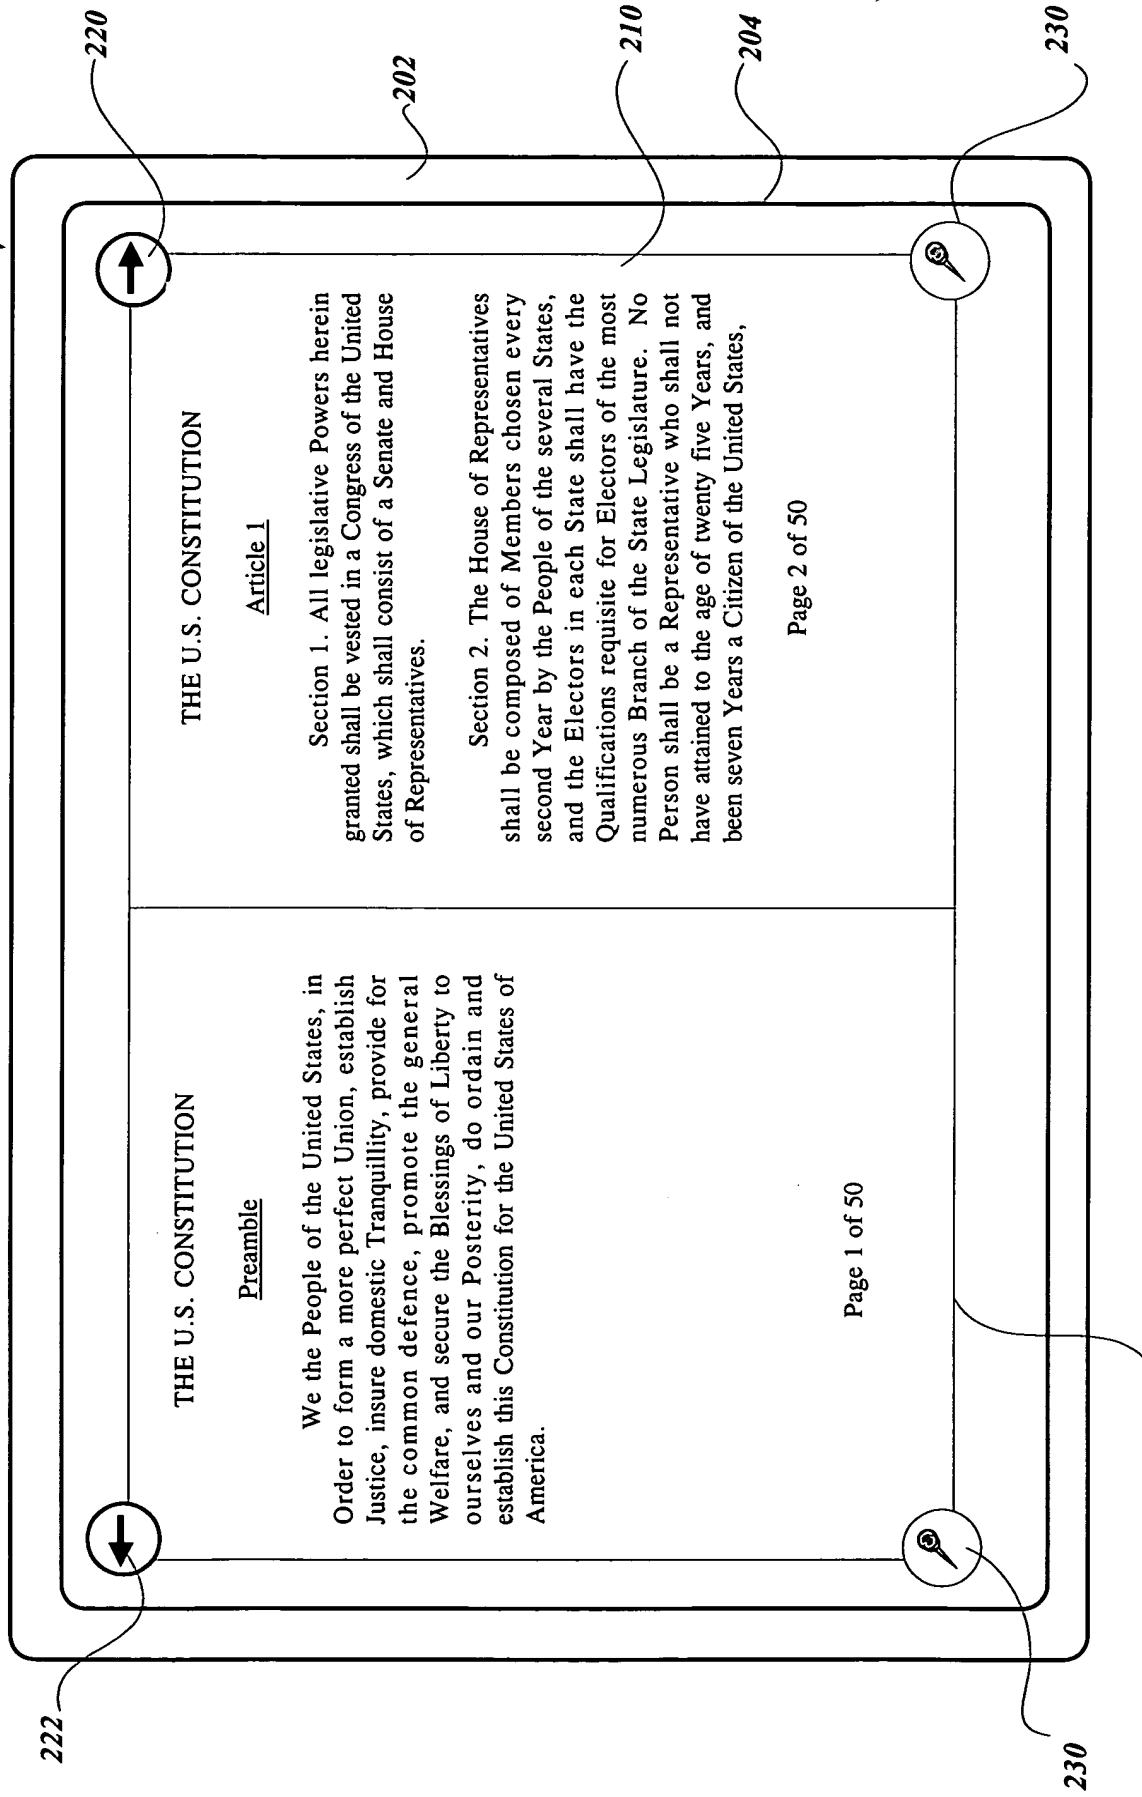 220
202
210
204
230
THE U.S. CONSTITUTION
Preamble
We the People of the United States, in
Order to form a more perfect Union, establish
Justice, insure domestic Tranquillity, provide for
the common defence, promote the general
Welfare, and secure the Blessings of Liberty to
ourselves and our Posterity, do ordain and
establish this Constitution for the United States of
America.
Page 1 of 50
THE U.S. CONSTITUTION
Article 1
Section 1. All legislative Powers herein
granted shall be vested in a Congress of the United
States, which shall consist of a Senate and House
of Representatives.
Section 2. The House of Representatives
shall be composed of Members chosen every
second Year by the People of the several States,
and the Electors in each State shall have the
Qualifications requisite for Electors of the most
numerous Branch of the State Legislature. No
Person shall be a Representative who shall not
have attained to the age of twenty five Years, and
been seven Years a Citizen of the United States,
Page 2 of 50
222
230